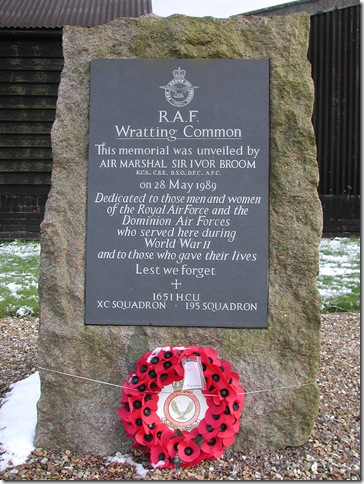 R.A.F.
Wratting Common
This memorial was unveiled by
AIR MARSHAL SIR IVOR BROOM
K.C.B., C.B.E., D.S.O., D.F.C., A.F.C.
on 28 May 1989
Dedicated to those men and women
of the Royal Air Force and the
Dominion Air Forces
who served here during
World War II
and to those who gave their lives
Lest we forget
1651 H.C.U
XC SQUADRON · 195 SQUADRON